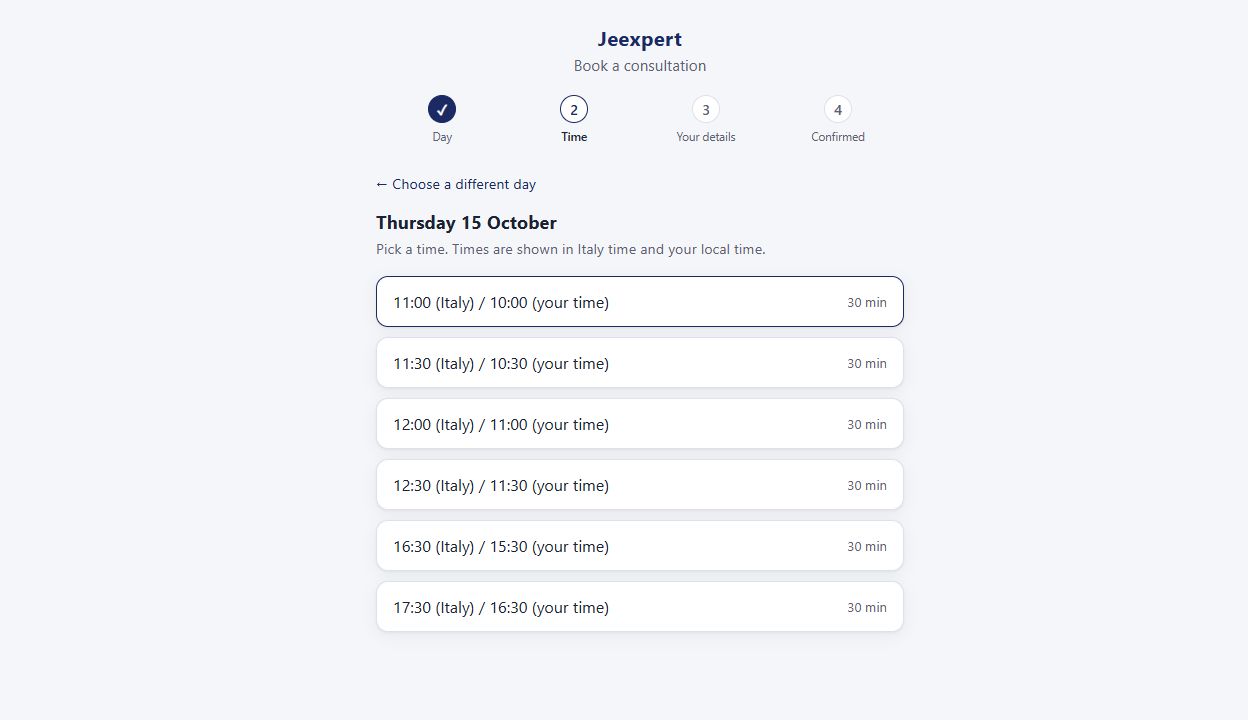 Jeexpert
Book a consultation
✓ 2 3 4
Day Time Your details Confirmed
← Choose a different day
Thursday 15 October
Pick a time. Times are shown in Italy time and your local time.
11:00 (Italy) / 10:00 (your time) 30 min
11:30 (Italy) / 10:30 (your time) 30 min
12:00 (Italy) / 11:00 (your time) 30 min
12:30 (Italy) / 11:30 (your time) 30 min
16:30 (Italy) / 15:30 (your time) 30 min
17:30 (Italy) / 16:30 (your time) 30 min